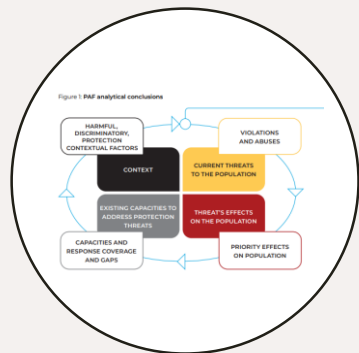 Figure 1: PAF analytical conclusions
HARMFUL,
DISCRIMINATORY,
PROTECTION
CONTEXTUAL FACTORS
VIOLATIONS
AND ABUSES
CONTEXT
CURRENT THREATS
TO THE POPULATION
EXISTING CAPACITIES TO
ADDRESS PROTECTION
THREATS
THREAT'S EFFECTS
ON THE POPULATION
CAPACITIES AND
RESPONSE COVERAGE
AND GAPS
PRIORITY EFFECTS
ON POPULATION